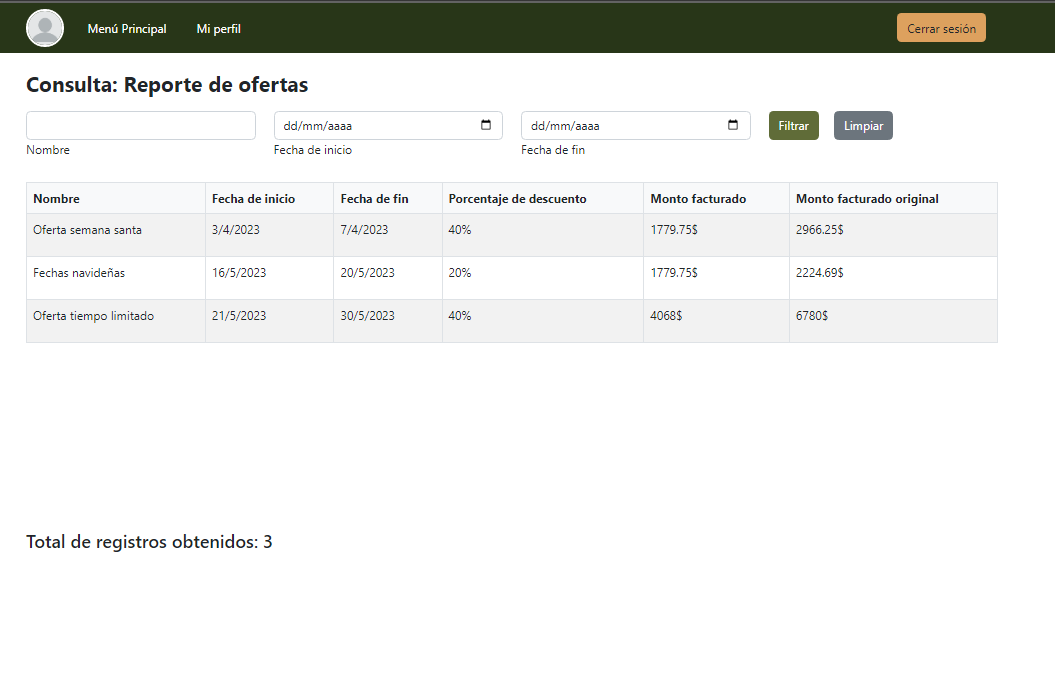 Menú Principal Mi perfil Cerrar sesión
Consulta: Reporte de ofertas
dd/mm/aaaa dd/mm/aaaa Filtrar Limpiar
Nombre Fecha de inicio Fecha de fin
Nombre Fecha de inicio Fecha de fin Porcentaje de descuento Monto facturado Monto facturado original
Oferta semana santa 3/4/2023 7/4/2023 40% 1779.75$ 2966.25$
Fechas navideñas 16/5/2023 20/5/2023 20% 1779.75$ 2224.69$
Oferta tiempo limitado 21/5/2023 30/5/2023 40% 4068$ 6780$
Total de registros obtenidos: 3